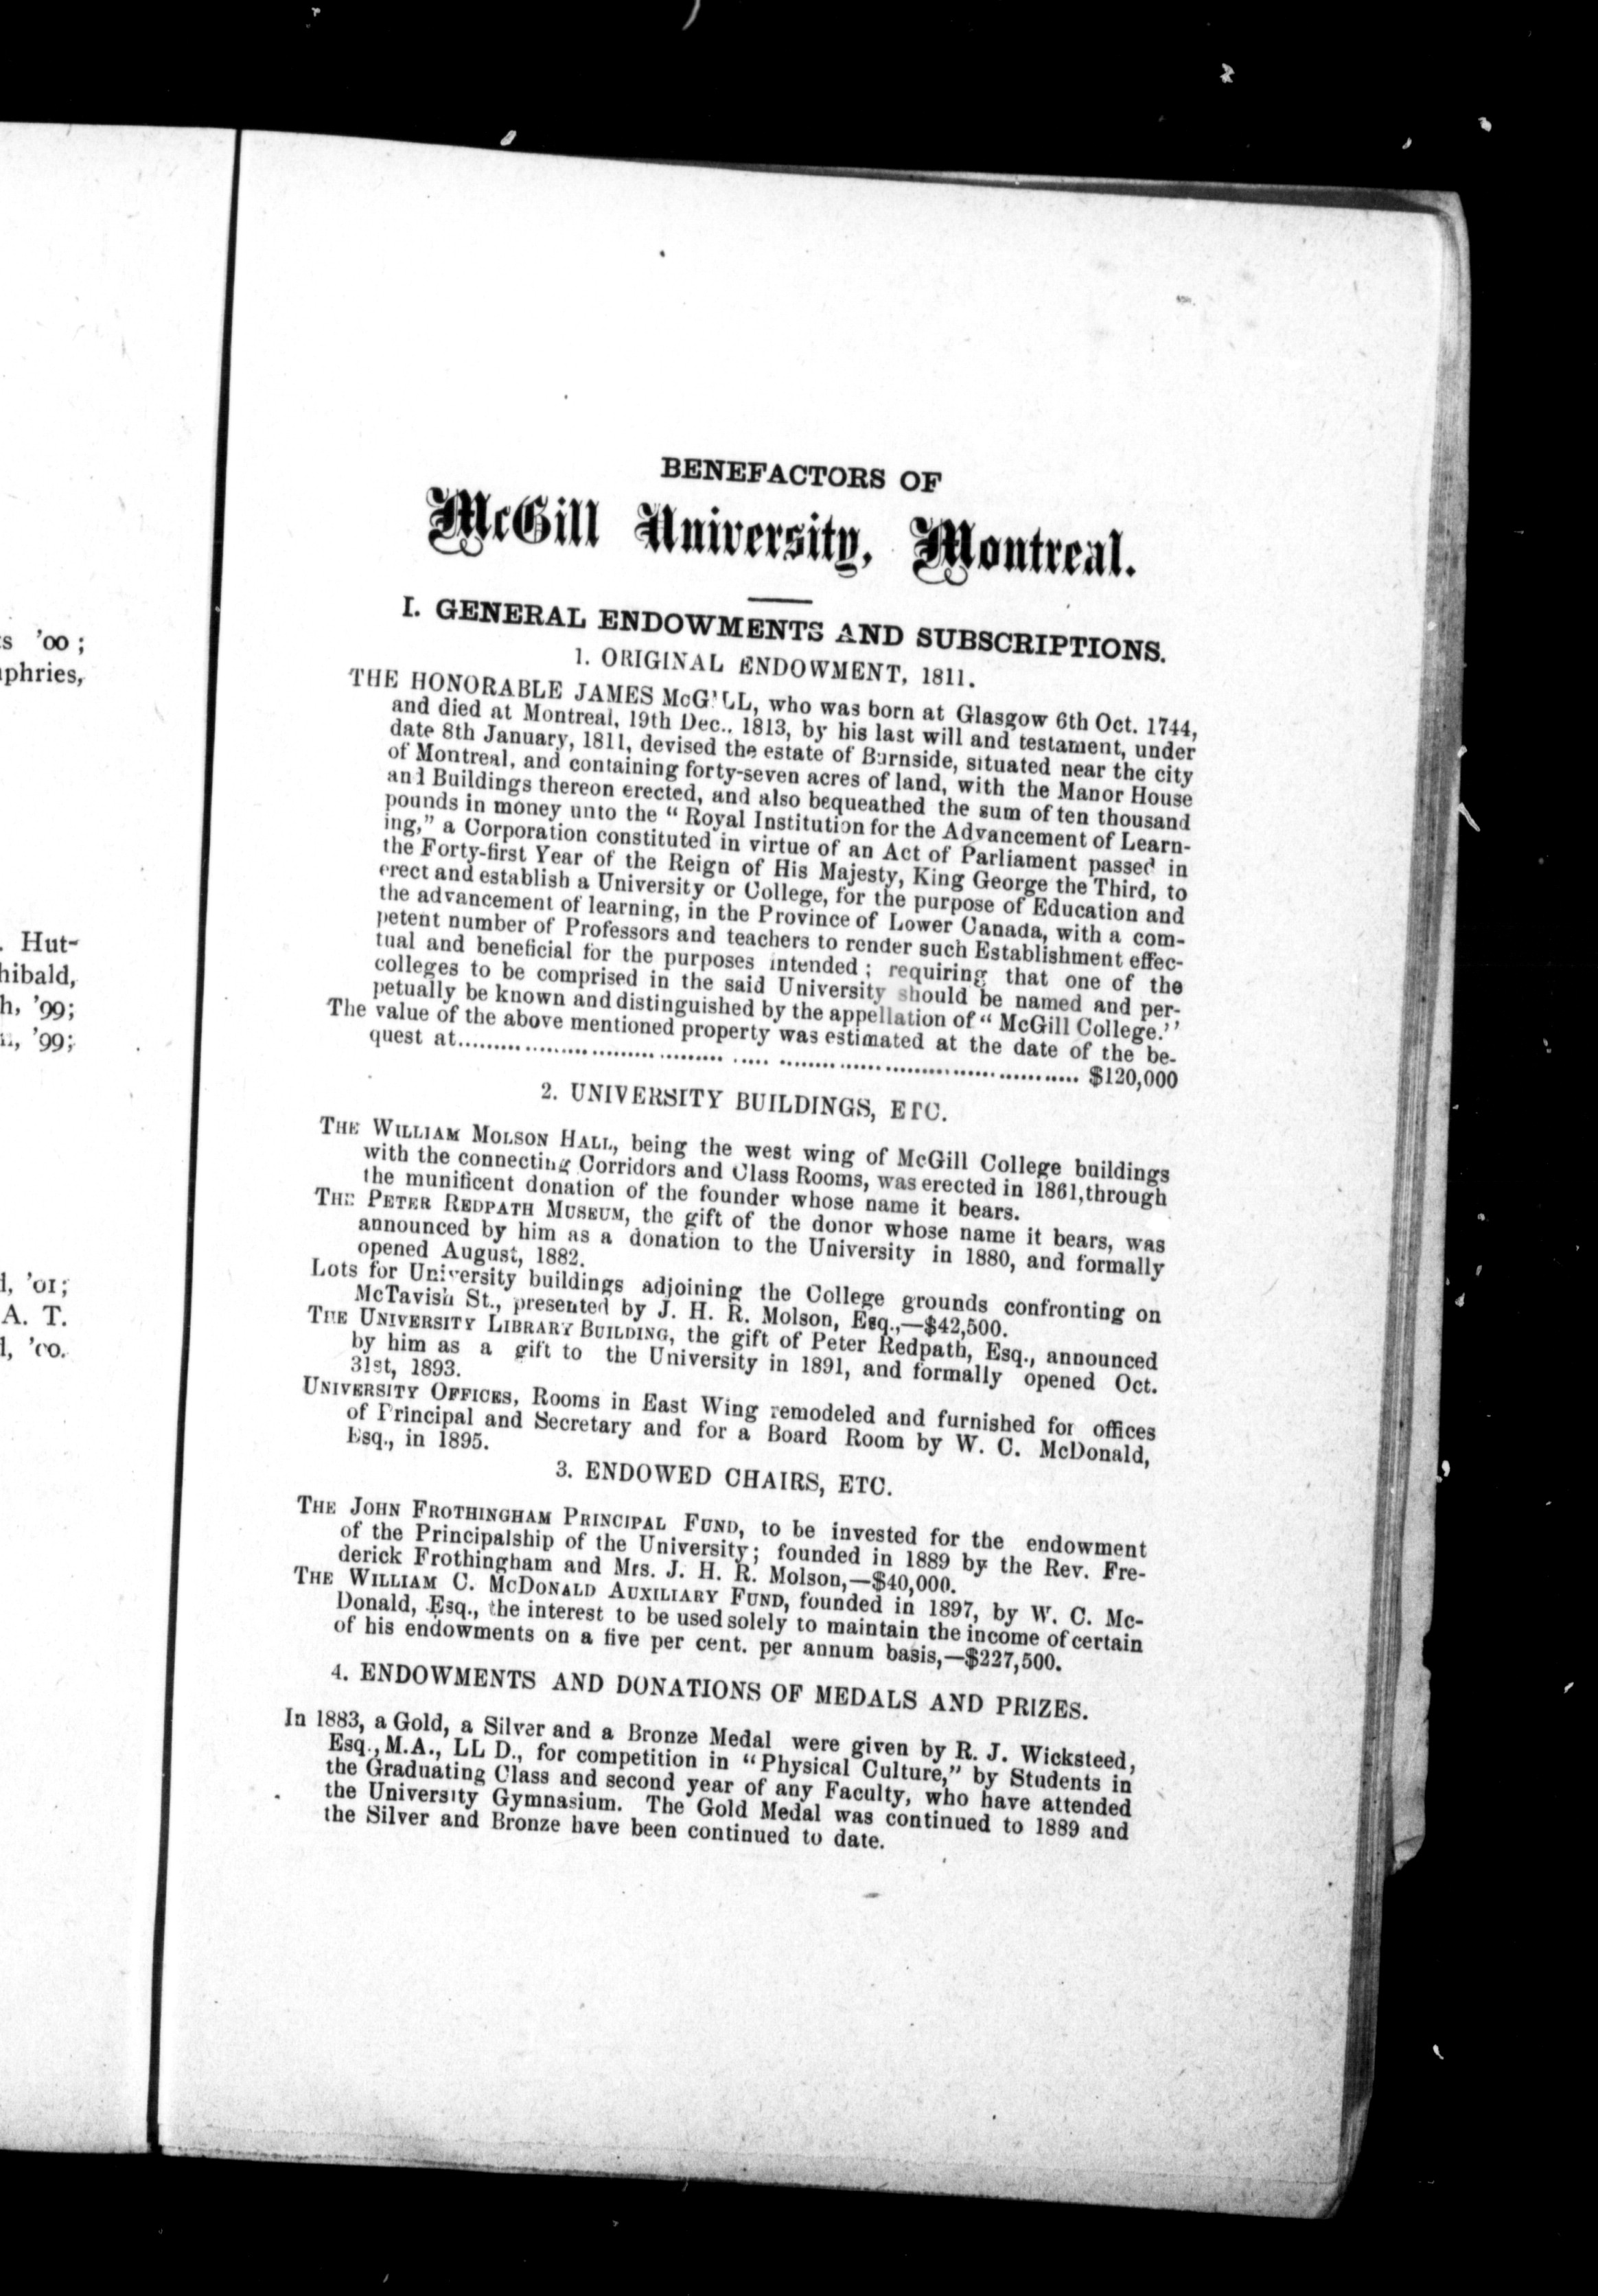 s '00;
phries,
. Hut-
hibald,
h, '99;
'99;
l, '01;
A. T.
l, '00.
BENEFACTORS OF
McGill University, Montreal.
I. GENERAL ENDOWMENTS AND SUBSCRIPTIONS.
1. ORIGINAL ENDOWMENT, 1811.
THE HONORABLE JAMES McGILL, who was born at Glasgow 6th Oct. 1744,
and died at Montreal, 19th Dec., 1813, by his last will and testament, under
date 8th January, 1811, devised the estate of Burnside, situated near the city
of Montreal, and containing forty-seven acres of land, with the Manor House
and Buildings thereon erected, and also bequeathed the sum of ten thousand
pounds in money unto the "Royal Institution for the Advancement of Learn-
ing," a Corporation constituted in virtue of an Act of Parliament passed in
the Forty-first Year of the Reign of His Majesty, King George the Third, to
erect and establish a University or College, for the purpose of Education and
the advancement of learning, in the Province of Lower Canada, with a com-
petent number of Professors and teachers to render such Establishment effec-
tual and beneficial for the purposes intended; requiring that one of the
colleges to be comprised in the said University should be named and per-
petually be known and distinguished by the appellation of "McGill College."
The value of the above mentioned property was estimated at the date of the be-
quest at........................................................................ $120,000
2. UNIVERSITY BUILDINGS, ETC.
THE WILLIAM MOLSON HALL, being the west wing of McGill College buildings
with the connecting Corridors and Class Rooms, was erected in 1861, through
the munificent donation of the founder whose name it bears.
THE PETER REDPATH MUSEUM, the gift of the donor whose name it bears, was
announced by him as a donation to the University in 1880, and formally
opened August, 1882.
Lots for University buildings adjoining the College grounds confronting on
McTavish St., presented by J. H. R. Molson, Esq.,—$42,500.
THE UNIVERSITY LIBRARY BUILDING, the gift of Peter Redpath, Esq., announced
by him as a gift to the University in 1891, and formally opened Oct.
31st, 1893.
UNIVERSITY OFFICES, Rooms in East Wing remodeled and furnished for offices
of Principal and Secretary and for a Board Room by W. C. McDonald,
Esq., in 1895.
3. ENDOWED CHAIRS, ETC.
THE JOHN FROTHINGHAM PRINCIPAL FUND, to be invested for the endowment
of the Principalship of the University; founded in 1889 by the Rev. Fre-
derick Frothingham and Mrs. J. H. R. Molson,—$40,000.
THE WILLIAM C. McDONALD AUXILIARY FUND, founded in 1897, by W. C. Mc-
Donald, Esq., the interest to be used solely to maintain the income of certain
of his endowments on a five per cent. per annum basis,—$227,500.
4. ENDOWMENTS AND DONATIONS OF MEDALS AND PRIZES.
In 1883, a Gold, a Silver and a Bronze Medal were given by R. J. Wicksteed,
Esq., M.A., LL D., for competition in "Physical Culture," by Students in
the Graduating Class and second year of any Faculty, who have attended
the University Gymnasium. The Gold Medal was continued to 1889 and
the Silver and Bronze have been continued to date.